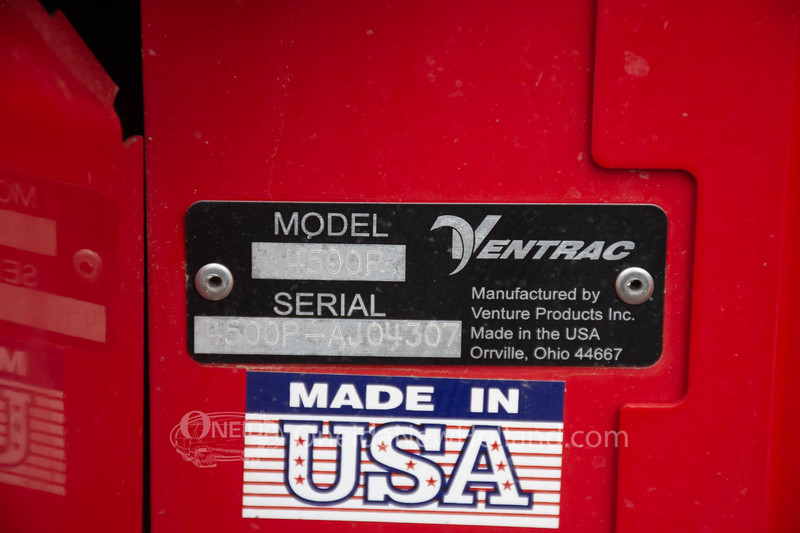 MODEL
4500P
VENTRAC
SERIAL
4500P-AJ04307
Manufactured by
Venture Products Inc.
Made in the USA
Orrville, Ohio 44667
MADE IN
USA